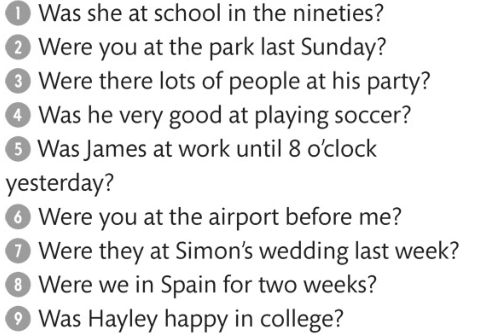 1 Was she at school in the nineties?
2 Were you at the park last Sunday?
3 Were there lots of people at his party?
4 Was he very good at playing soccer?
5 Was James at work until 8 o’clock
yesterday?
6 Were you at the airport before me?
7 Were they at Simon’s wedding last week?
8 Were we in Spain for two weeks?
9 Was Hayley happy in college?